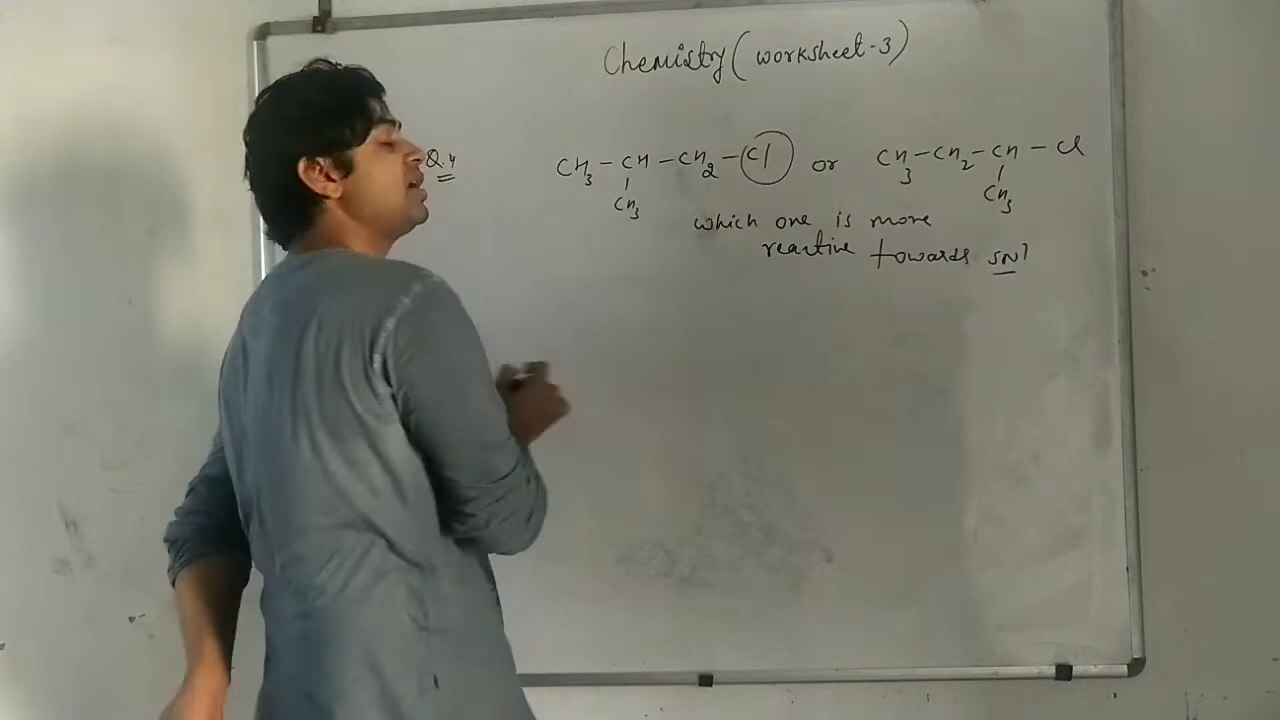 Chemistry (worksheet-3)
Q.4 CH3 - CH - CH2 - Cl or CH3 - CH2 - CH - Cl
CH3 CH3
which one is more
reactive towards SN1